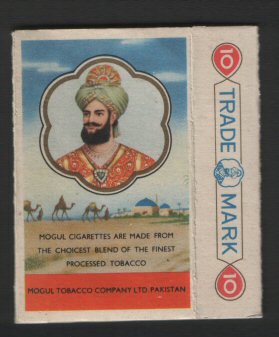 MOGUL CIGARETTES ARE MADE FROM
THE CHOICEST BLEND OF THE FINEST
PROCESSED TOBACCO
MOGUL TOBACCO COMPANY LTD. PAKISTAN
10
TRADE
MARK
10